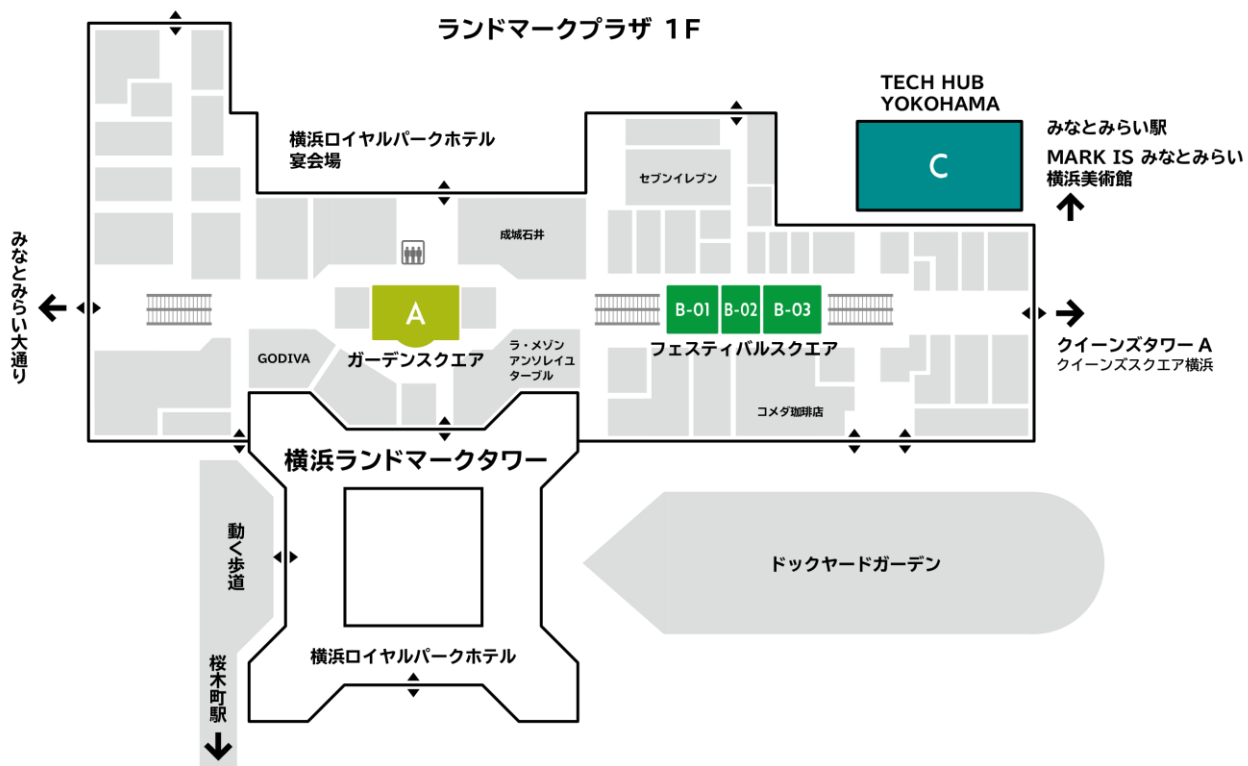 ランドマークプラザ 1F
TECH HUB
YOKOHAMA
C
みなとみらい駅
MARK IS みなとみらい
横浜美術館
横浜ロイヤルパークホテル
宴会場
セブンイレブン
成城石井
みなとみらい大通り
A
ガーデンスクエア
B-01
B-02
B-03
フェスティバルスクエア
クイーンズタワー A
クイーンズスクエア横浜
GODIVA
ラ・メゾン
アンソレイユ
ターブル
コメダ珈琲店
横浜ランドマークタワー
動く歩道
ドックヤードガーデン
横浜ロイヤルパークホテル
桜木町駅